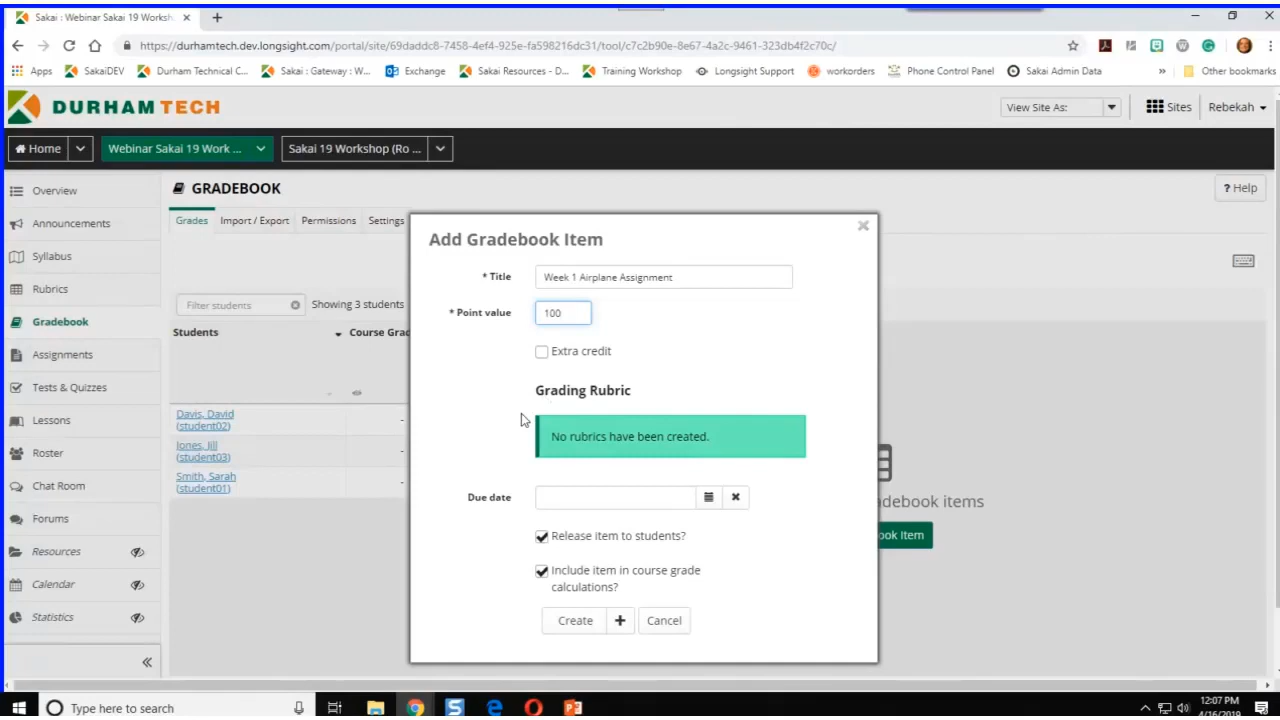 Sakai : Webinar Sakai 19 Worksh
https://durhamtech.dev.longsight.com/portal/site/69daddc8-7458-4ef4-925e-fa598216dc31/tool/c7c2b90e-8e67-4a2c-9461-323db4f2c70c/
Apps SakaiDEV Durham Technical C... Sakai : Gateway : W... Exchange Sakai Resources - D... Training Workshop Longsight Support workorders Phone Control Panel Sakai Admin Data » Other bookmarks
DURHAM TECH
View Site As: Sites Rebekah
Home Webinar Sakai 19 Work ... Sakai 19 Workshop (Ro ...
Overview
Announcements
Syllabus
Rubrics
Gradebook
Assignments
Tests & Quizzes
Lessons
Roster
Chat Room
Forums
Resources
Calendar
Statistics
GRADEBOOK
? Help
Grades Import / Export Permissions Settings
Filter students Showing 3 students
Students Course Grad
Davis, David
(student02) -
Jones, Jill
(student03) -
Smith, Sarah
(student01) -
Add Gradebook Item
* Title Week 1 Airplane Assignment
* Point value 100
Extra credit
Grading Rubric
No rubrics have been created.
Due date
Release item to students?
Include item in course grade
calculations?
Create + Cancel
debook items
ook Item
Type here to search
12:07 PM
4/16/2019